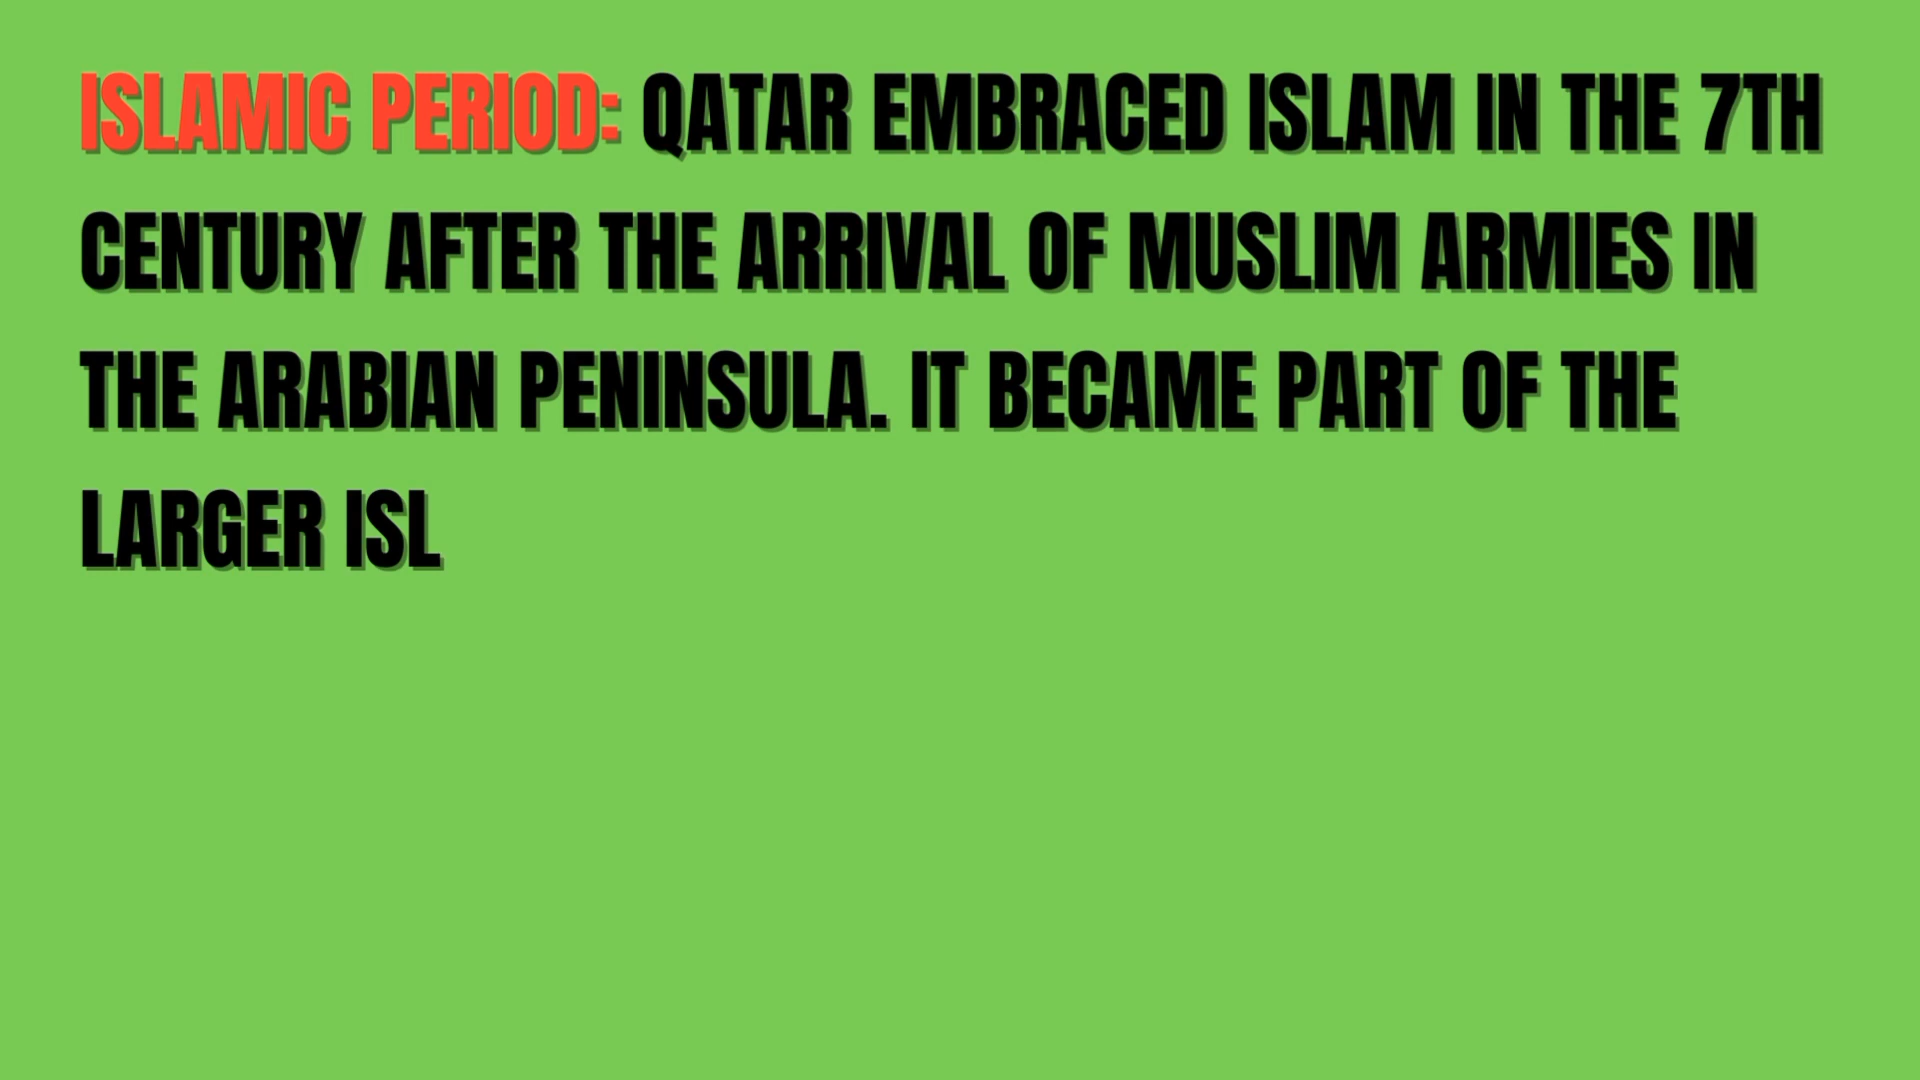 ISLAMIC PERIOD: QATAR EMBRACED ISLAM IN THE 7TH
CENTURY AFTER THE ARRIVAL OF MUSLIM ARMIES IN
THE ARABIAN PENINSULA. IT BECAME PART OF THE
LARGER ISL